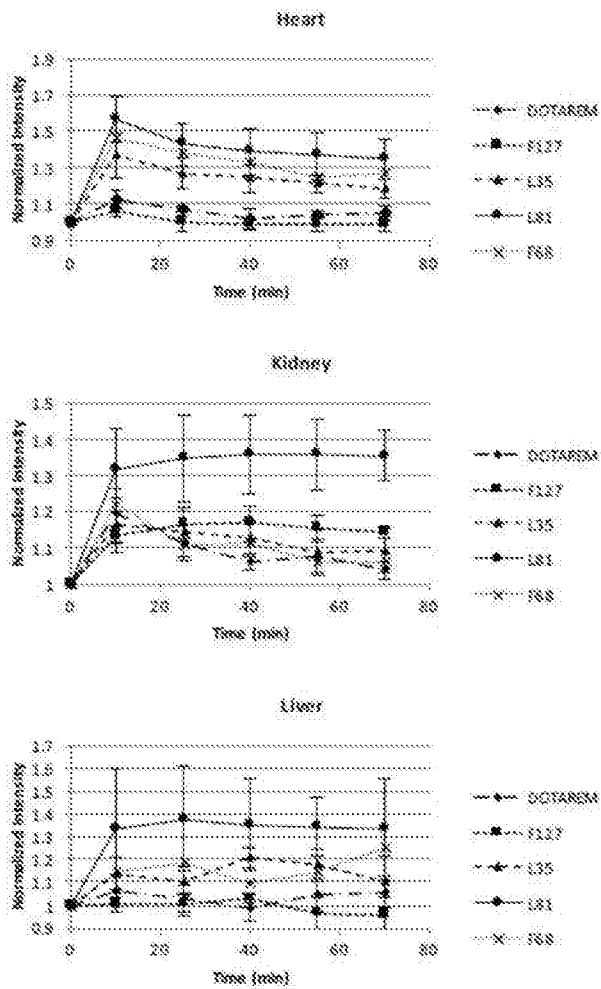 Heart
Normalized Intensity
1.9
1.7
1.5
1.3
1.1
0.9
0 20 40 60 80
Time (min)
DOTAREM
F127
L35
L81
F68
Kidney
Normalized Intensity
1.5
1.4
1.3
1.2
1.1
1
0 20 40 60 80
Time (min)
DOTAREM
F127
L35
L81
F68
Liver
Normalized Intensity
1.7
1.6
1.5
1.4
1.3
1.2
1.1
1
0.9
0 20 40 60 80
Time (min)
DOTAREM
F127
L35
L81
F68